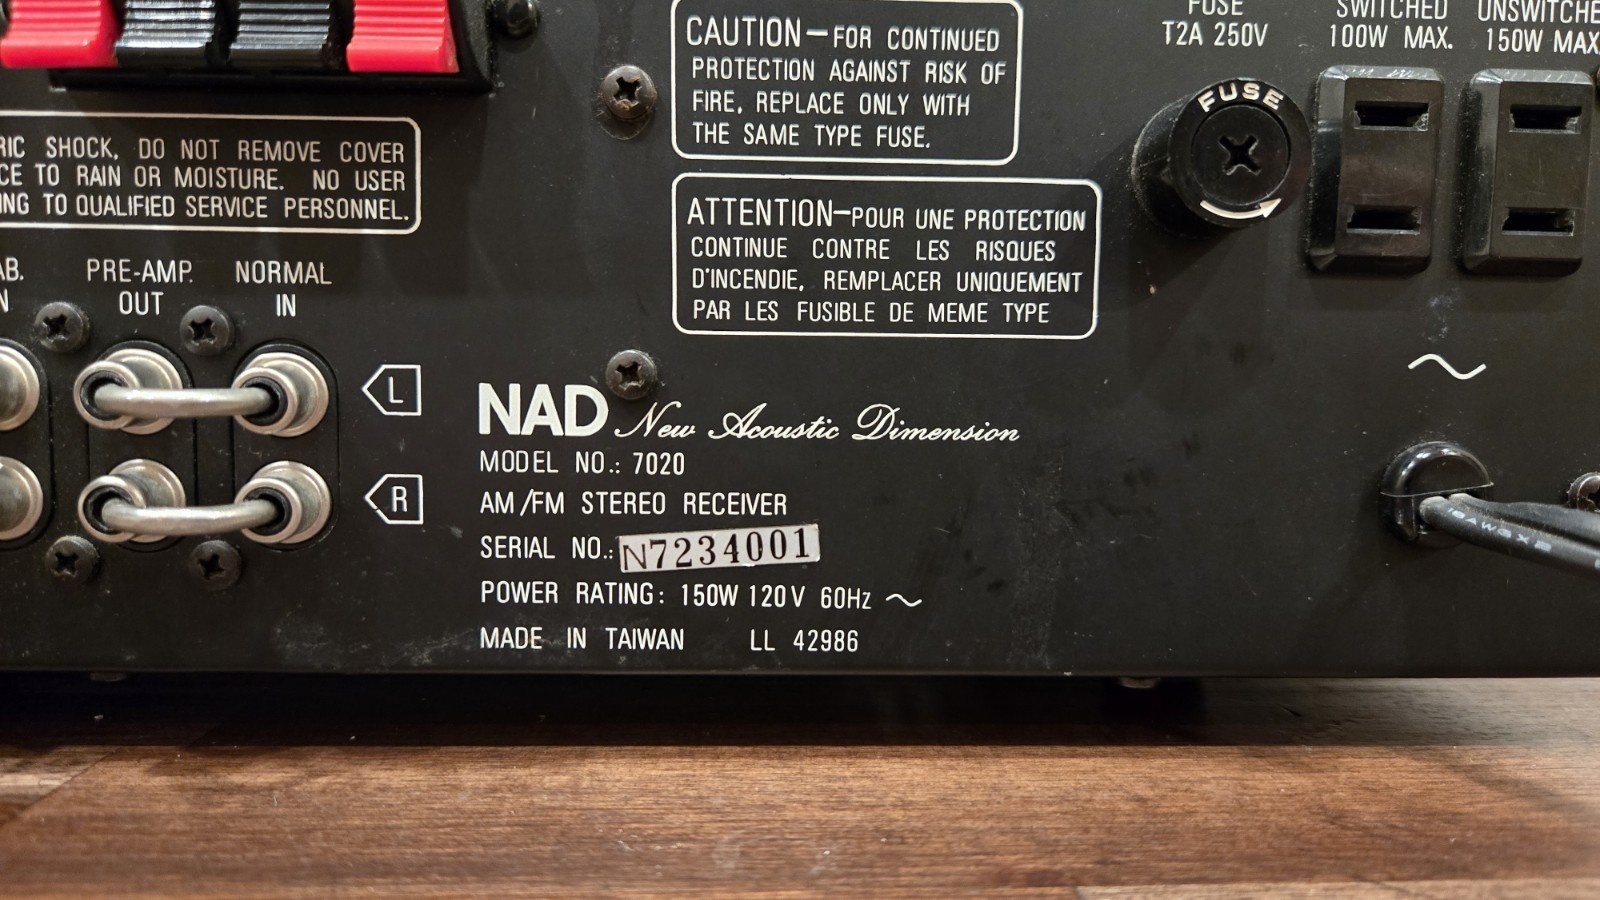 CAUTION—FOR CONTINUED
PROTECTION AGAINST RISK OF
FIRE, REPLACE ONLY WITH
THE SAME TYPE FUSE.
FUSE
T2A 250V
SWITCHED
100W MAX.
UNSWITCHE
150W MAX
FUSE
RIC SHOCK, DO NOT REMOVE COVER
CE TO RAIN OR MOISTURE. NO USER
ING TO QUALIFIED SERVICE PERSONNEL.
ATTENTION—POUR UNE PROTECTION
CONTINUE CONTRE LES RISQUES
D'INCENDIE, REMPLACER UNIQUEMENT
PAR LES FUSIBLE DE MEME TYPE
AB.
N
PRE-AMP.
OUT
NORMAL
IN
L
R
NAD New Acoustic Dimension
MODEL NO.: 7020
AM/FM STEREO RECEIVER
SERIAL NO.: N7234001
POWER RATING: 150W 120V 60Hz ~
MADE IN TAIWAN LL 42986